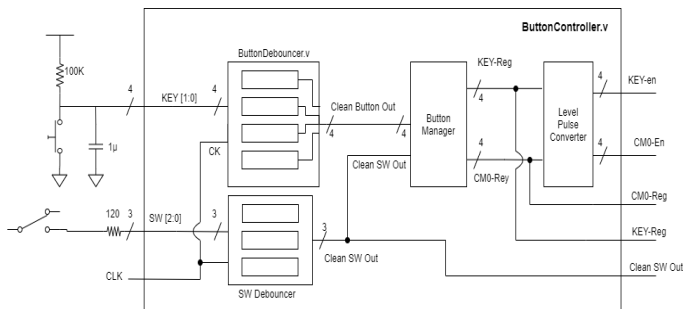 ButtonController.v
ButtonDebouncer.v
KEY-Reg
100K
4
4
4
4
KEY-en
KEY [1:0]
Clean Button Out
4
Level
Pulse
Converter
Button
Manager
4
4
1µ
CK
4
4
CM0-En
Clean SW Out
CM0-Rey
CM0-Reg
120
3
SW [2:0]
3
3
KEY-Reg
Clean SW Out
Clean SW Out
CLK
SW Debouncer